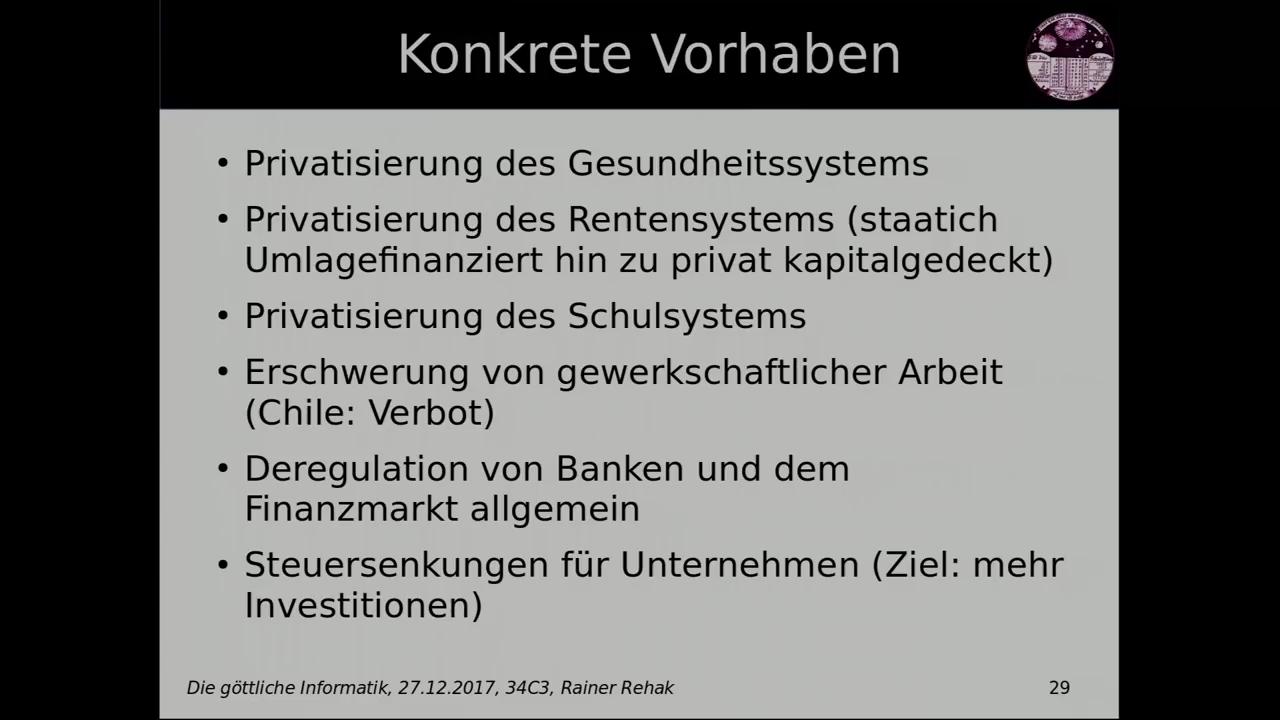 Konkrete Vorhaben
• Privatisierung des Gesundheitssystems
• Privatisierung des Rentensystems (staatich
Umlagefinanziert hin zu privat kapitalgedeckt)
• Privatisierung des Schulsystems
• Erschwerung von gewerkschaftlicher Arbeit
(Chile: Verbot)
• Deregulation von Banken und dem
Finanzmarkt allgemein
• Steuersenkungen für Unternehmen (Ziel: mehr
Investitionen)
Die göttliche Informatik, 27.12.2017, 34C3, Rainer Rehak
29